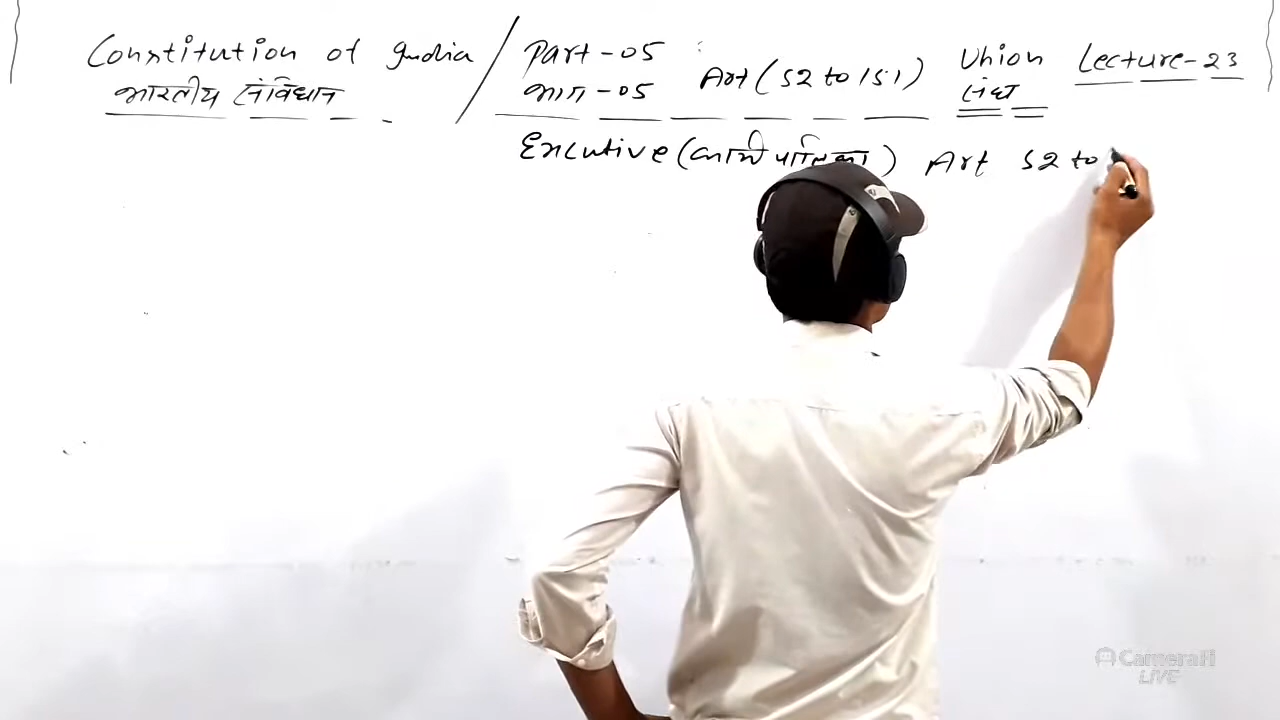 Constitution of India / Part-05 : Art (52 to 151) Union Lecture-23
भारतीय संविधान भाग-05 संघ
Executive (कार्यपालिका) Art 52 to
CameraFi
LIVE